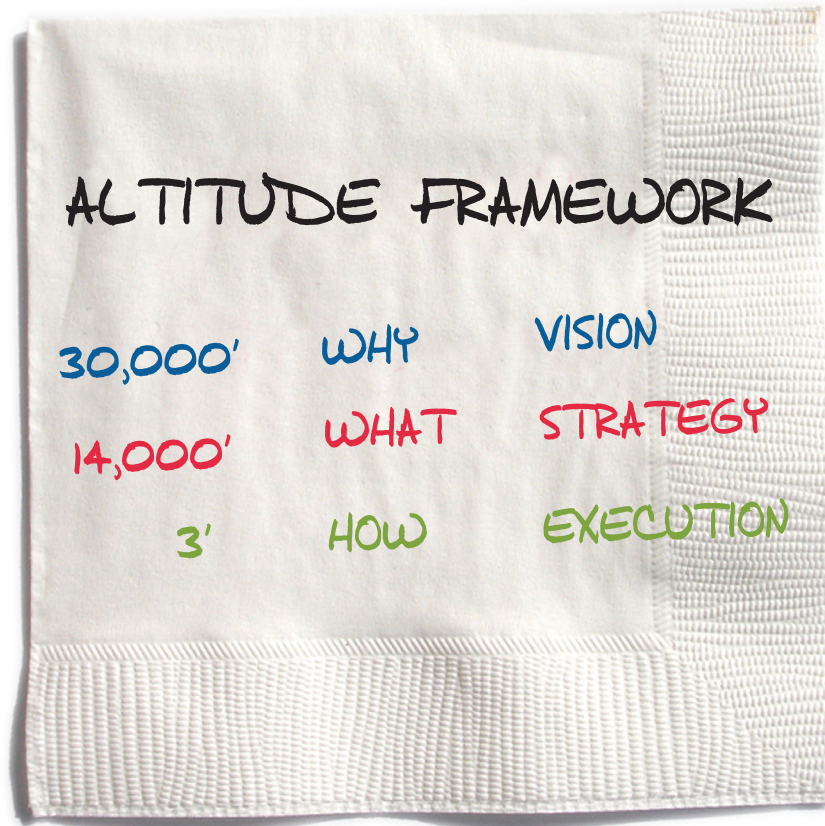 ALTITUDE FRAMEWORK
30,000' WHY VISION
14,000' WHAT STRATEGY
3' HOW EXECUTION